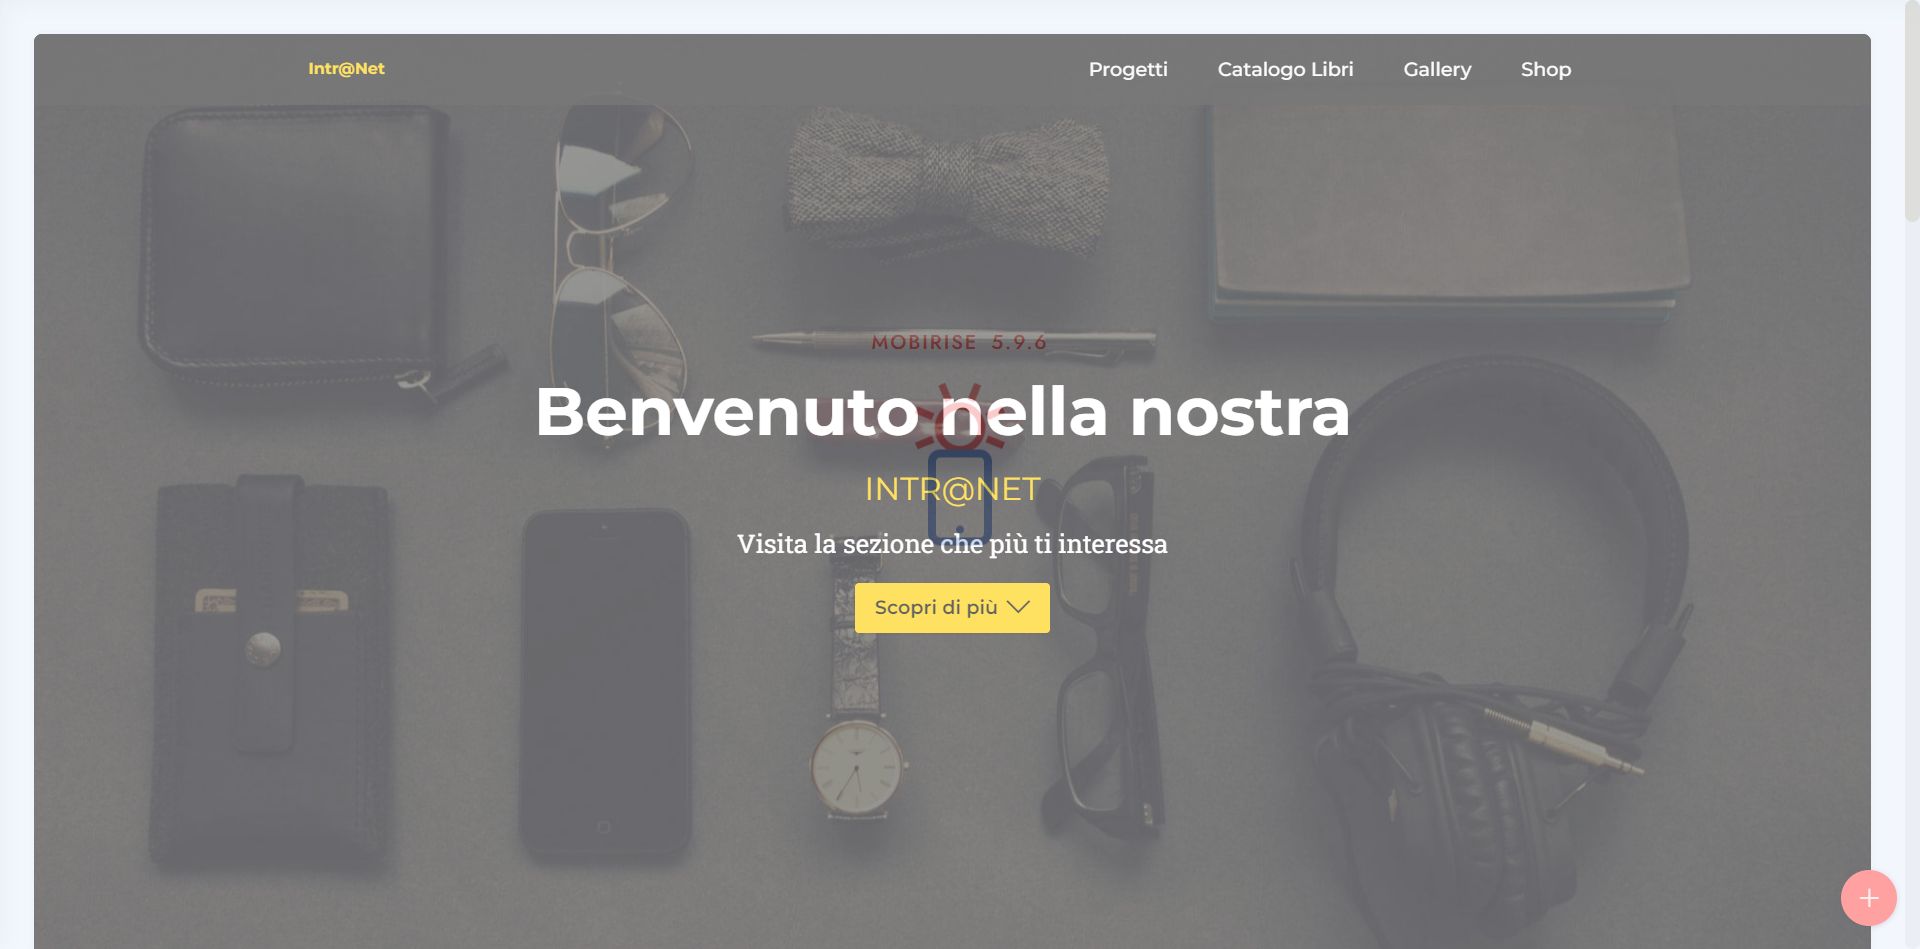 Intr@Net
Progetti Catalogo Libri Gallery Shop
MOBIRISE 5.9.6
Benvenuto nella nostra
INTR@NET
Visita la sezione che più ti interessa
Scopri di più